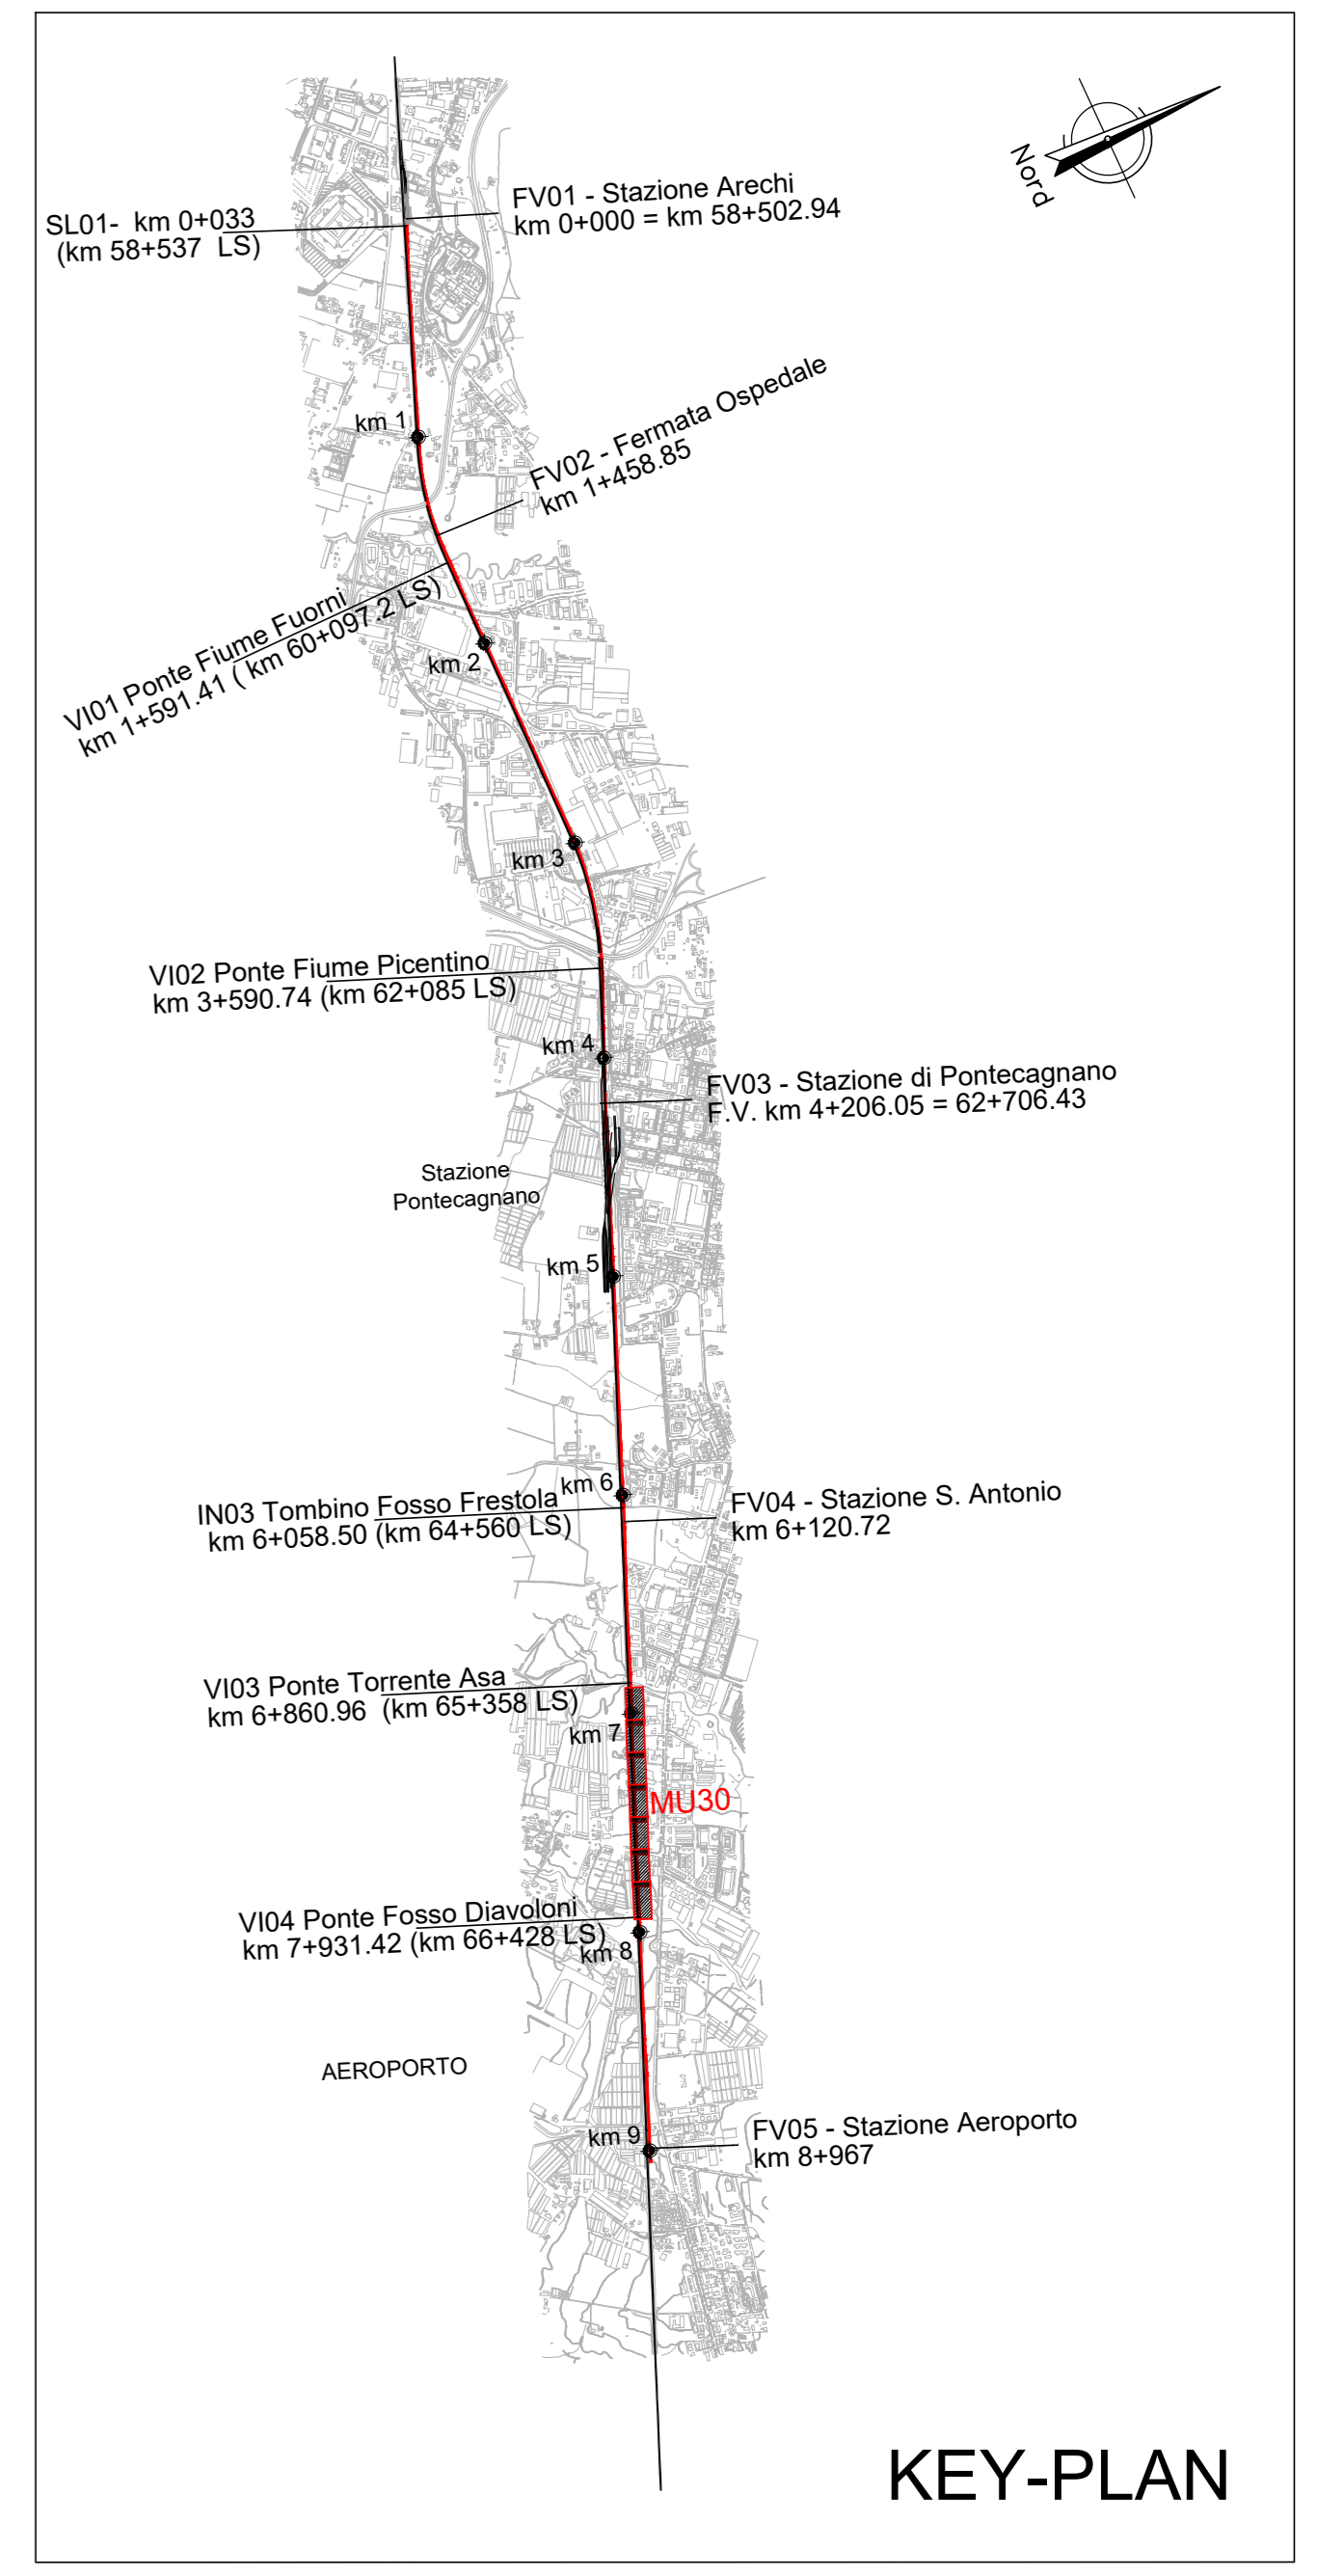 Nord
FV01 - Stazione Arechi
km 0+000 = km 58+502.94
SL01-  km 0+033
(km 58+537  LS)
km 1
FV02 - Fermata Ospedale
km 1+458.85
VI01 Ponte Fiume Fuorni
km 1+591.41 ( km 60+097.2 LS)
km 2
km 3
VI02 Ponte Fiume Picentino
km 3+590.74 (km 62+085 LS)
km 4
FV03 - Stazione di Pontecagnano
F.V. km 4+206.05 = 62+706.43
Stazione
Pontecagnano
km 5
km 6
IN03 Tombino Fosso Frestola
km 6+058.50 (km 64+560 LS)
FV04 - Stazione S. Antonio
km 6+120.72
VI03 Ponte Torrente Asa
km 6+860.96  (km 65+358 LS)
km 7
MU30
VI04 Ponte Fosso Diavoloni
km 7+931.42 (km 66+428 LS)
km 8
AEROPORTO
km 9
FV05 - Stazione Aeroporto
km 8+967
KEY-PLAN